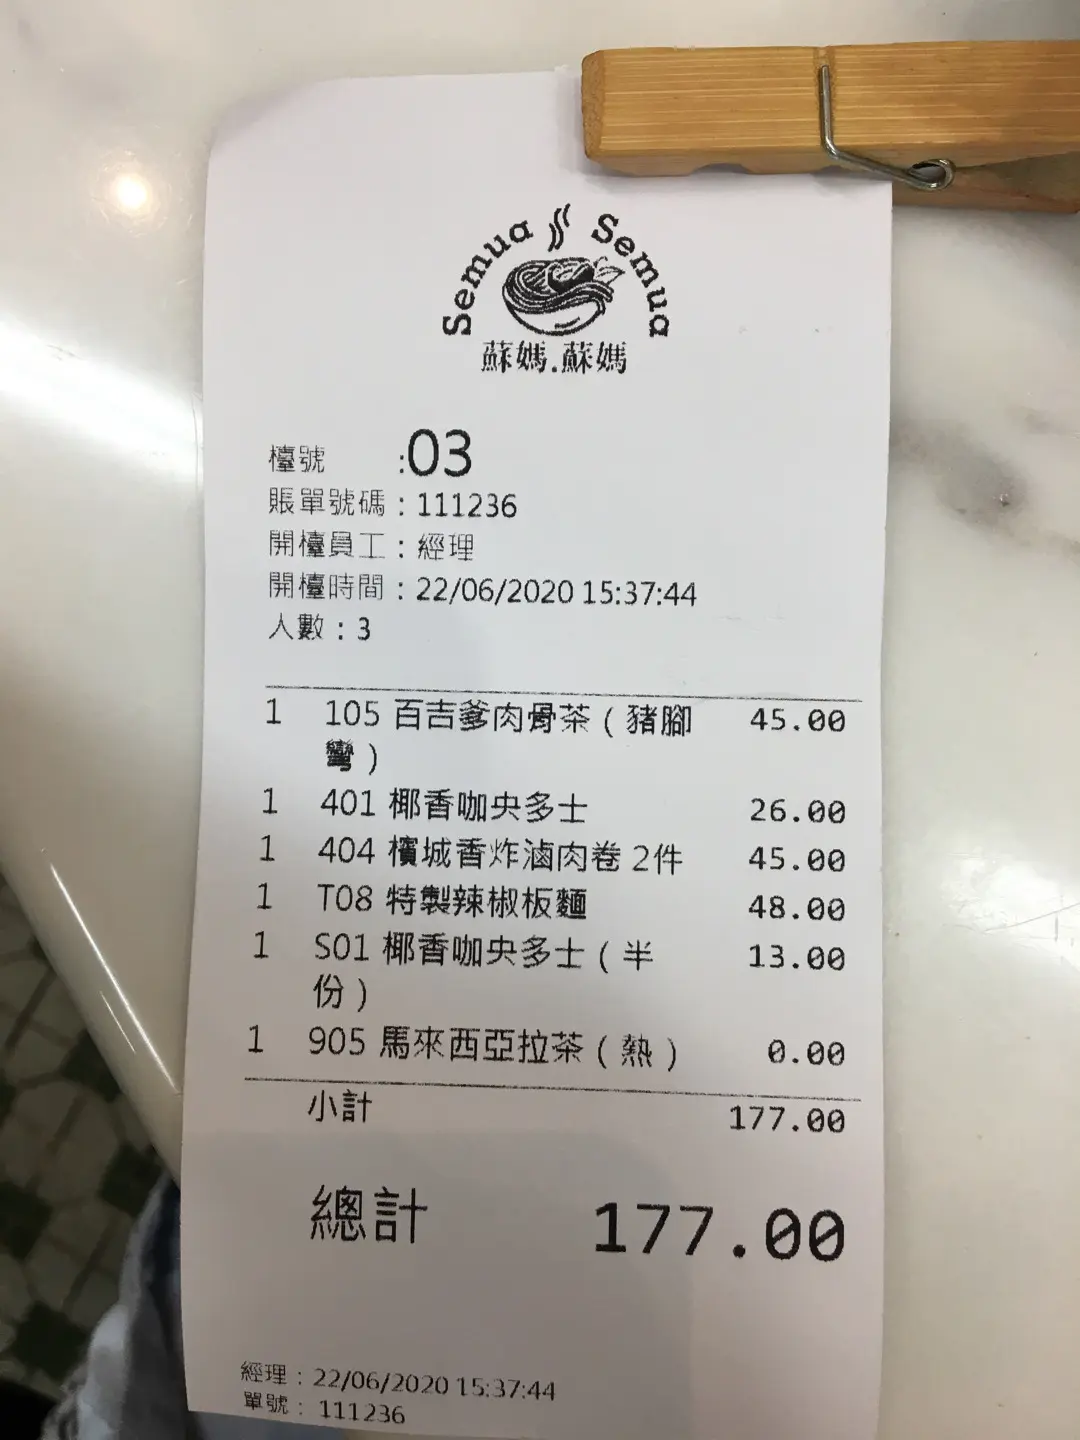 Semua Semua
蘇媽.蘇媽
檯號 :03
賬單號碼：111236
開檯員工：經理
開檯時間：22/06/2020 15:37:44
人數：3
1 105 百吉爹肉骨茶（豬腳 45.00
彎）
1 401 椰香咖央多士 26.00
1 404 檳城香炸滷肉卷 2件 45.00
1 T08 特製辣椒板麵 48.00
1 S01 椰香咖央多士（半 13.00
份）
1 905 馬來西亞拉茶（熱） 0.00
小計 177.00
總計 177.00
經理：22/06/2020 15:37:44
單號：111236